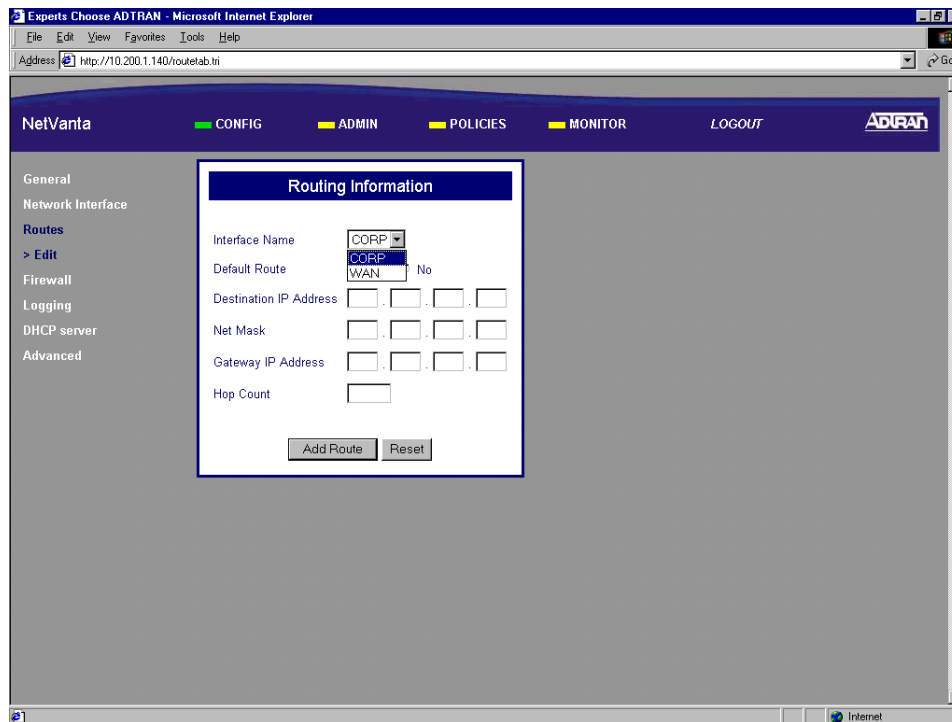 Experts Choose ADTRAN - Microsoft Internet Explorer
File Edit View Favorites Tools Help
Address http://10.200.1.140/routetab.tri Go
NetVanta CONFIG ADMIN POLICIES MONITOR LOGOUT ADTRAN
General
Network Interface
Routes
> Edit
Firewall
Logging
DHCP server
Advanced
Routing Information
Interface Name CORP
CORP
WAN
Default Route No
Destination IP Address . . .
Net Mask . . .
Gateway IP Address . . .
Hop Count
Add Route Reset
Internet